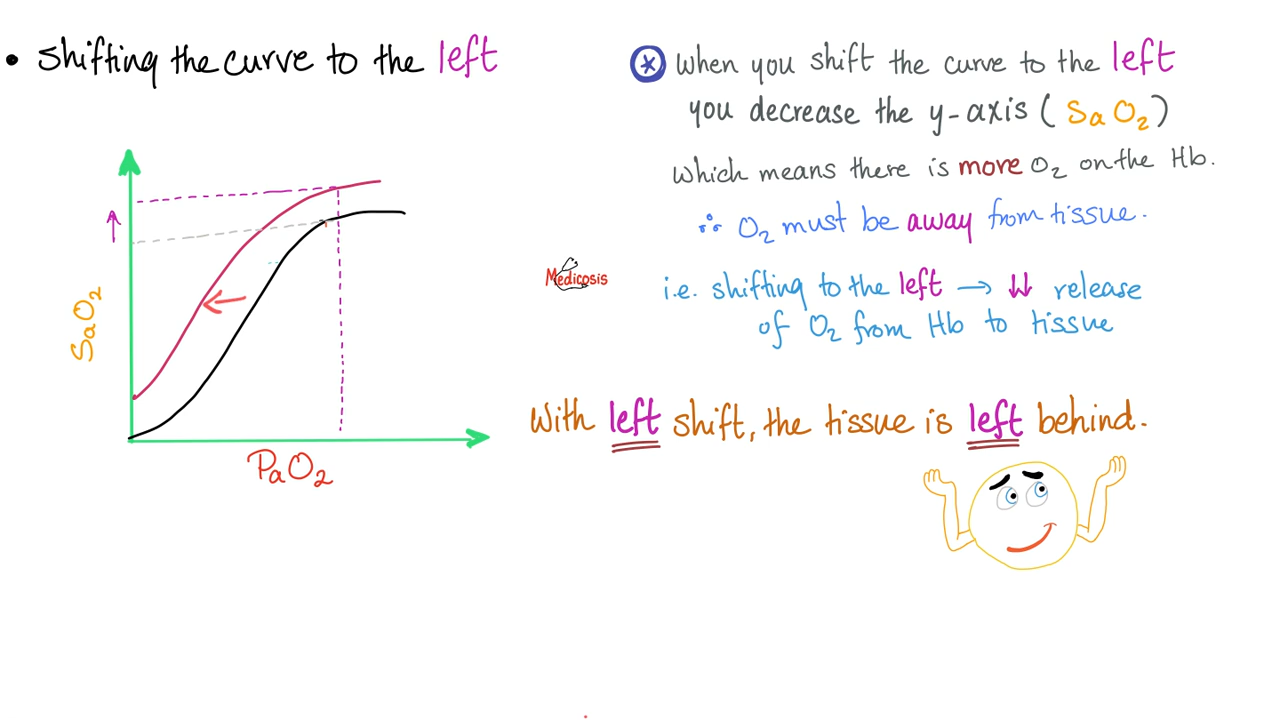 • Shifting the curve to the left
* When you shift the curve to the left
you decrease the y-axis (SaO2)
which means there is more O2 on the Hb.
∴ O2 must be away from tissue.
Medicosis
i.e. shifting to the left → ↓↓ release
of O2 from Hb to tissue
SaO2
PaO2
With left shift, the tissue is left behind.